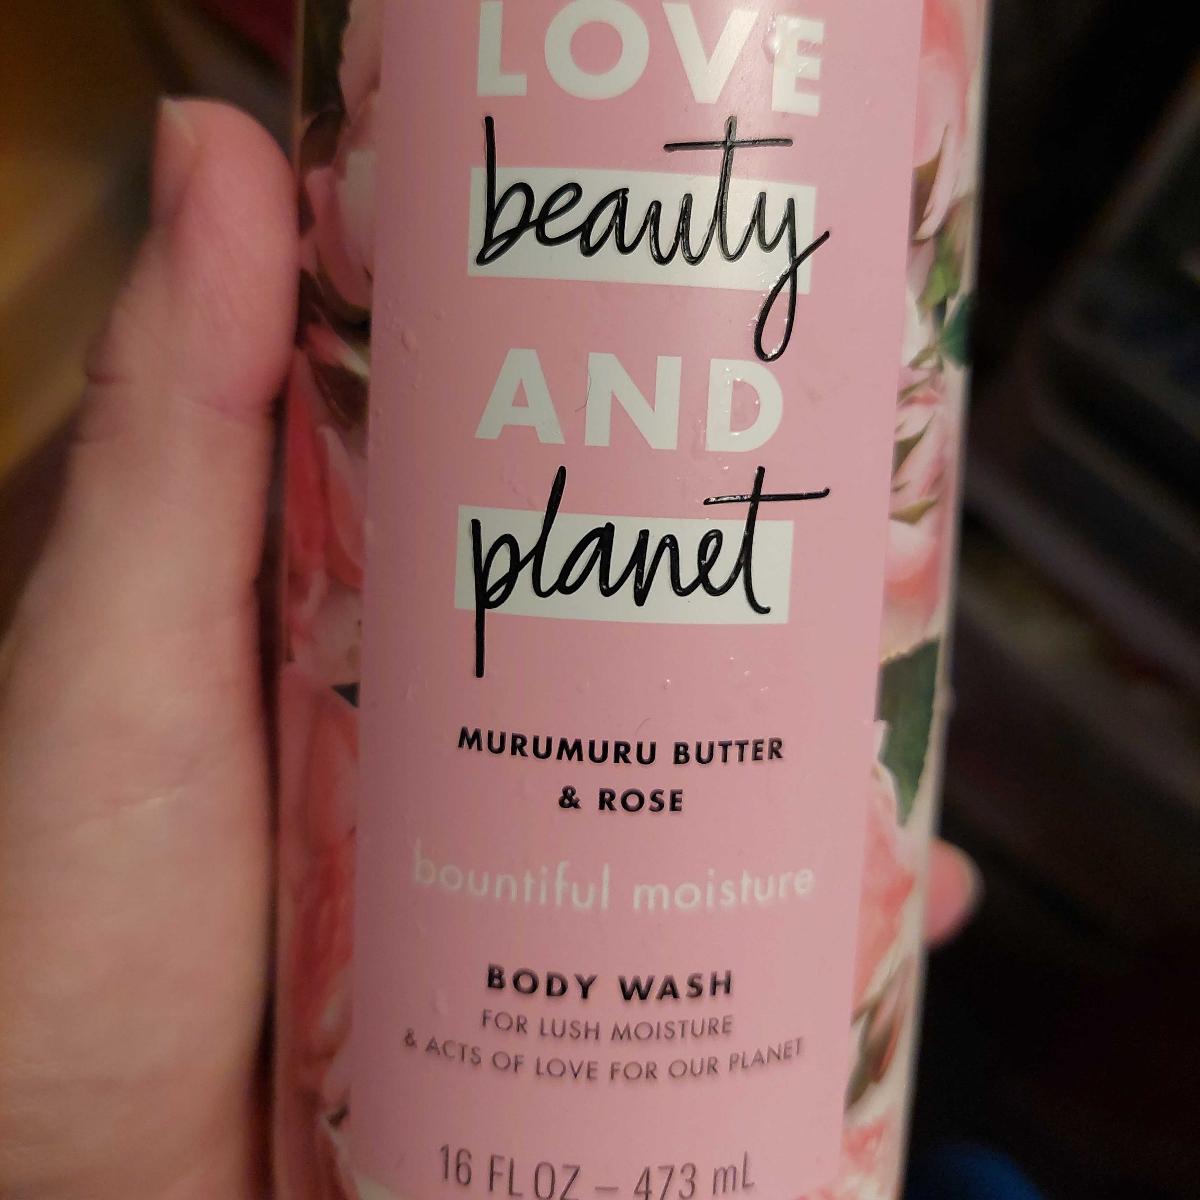 LOVE
beauty
AND
planet
MURUMURU BUTTER
& ROSE
bountiful moisture
BODY WASH
FOR LUSH MOISTURE
& ACTS OF LOVE FOR OUR PLANET
16 FL OZ – 473 mL